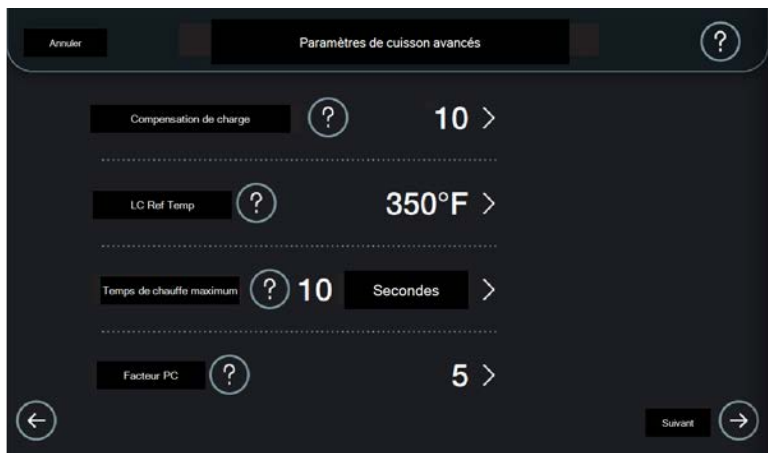 Annuler
Paramètres de cuisson avancés
?
Compensation de charge ? 10 >
LC Ref Temp ? 350°F >
Temps de chauffe maximum ? 10 Secondes >
Facteur PC ? 5 >
Suivant